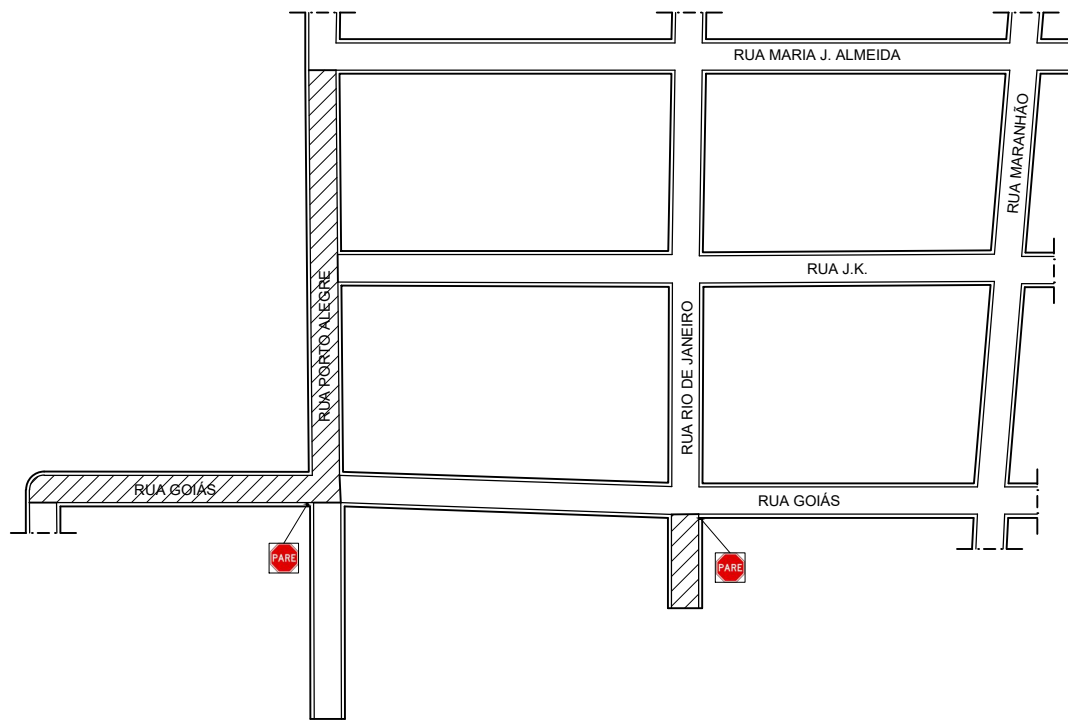 RUA MARIA J. ALMEIDA
RUA MARANHÃO
RUA J.K.
RUA PORTO ALEGRE
RUA RIO DE JANEIRO
RUA GOIÁS
RUA GOIÁS
PARE
PARE